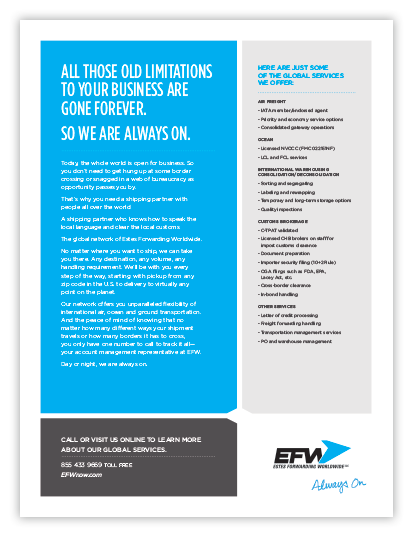 ALL THOSE OLD LIMITATIONS
TO YOUR BUSINESS ARE
GONE FOREVER.
SO WE ARE ALWAYS ON.
Today, the whole world is open for business. So
you don't need to get hung up at some border
crossing or snagged in a web of bureaucracy as
opportunity passes you by.
That's why you need a shipping partner with
people all over the world.
A shipping partner who knows how to speak the
local language and clear the local customs.
The global network of Estes Forwarding Worldwide.
No matter where you want to ship, we can take
you there. Any destination, any volume, any
handling requirement. We'll be with you every
step of the way, starting with pickup from any
zip code in the U.S. to delivery to virtually any
point on the planet.
Our network offers you unparalleled flexibility of
international air, ocean and ground transportation.
And the peace of mind of knowing that no
matter how many different ways your shipment
travels or how many borders it has to cross,
you only have one number to call to track it all—
your account management representative at EFW.
Day or night, we are always on.
HERE ARE JUST SOME
OF THE GLOBAL SERVICES
WE OFFER:
AIR FREIGHT
- IATA member/indorsed agent
- Priority and economy service options
- Consolidated gateway operations
OCEAN
- Licensed NVOCC (FMC022151NF)
- LCL and FCL services
INTERNATIONAL WAREHOUSING
CONSOLIDATION/DECONSOLIDATION
- Sorting and segregating
- Labeling and rewrapping
- Temporary and long-term storage options
- Quality inspections
CUSTOMS BROKERAGE
- C-TPAT validated
- Licensed CHB brokers on staff for
import customs clearance
- Document preparation
- Importer security filing (10+2 Rule)
- OGA filings such as FDA, EPA,
Lacey Act, etc.
- Cross-border clearance
- In-bond handling
OTHER SERVICES
- Letter of credit processing
- Freight forwarding handling
- Transportation management services
- PO and warehouse management
CALL OR VISIT US ONLINE TO LEARN MORE
ABOUT OUR GLOBAL SERVICES.
855 433 9669 TOLL FREE
EFWnow.com
EFW
ESTES FORWARDING WORLDWIDE
Always On